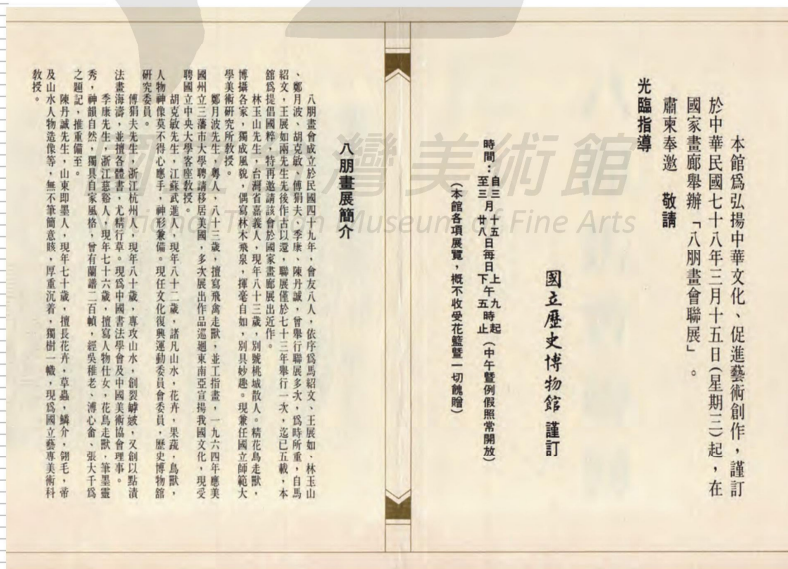 本館為弘揚中華文化、促進藝術創作,謹訂
於中華民國七十八年三月十五日(星期三)起,在
國家畫廊舉辦「八朋畫會聯展」。
肅柬奉邀　敬請
光臨指導
國立歷史博物館 謹訂
時間:自三月十五日每日上午九時起
至三月廿八日每日下午五時止(中午暨例假照常開放)
(本館各項展覽,概不收受花籃暨一切餽贈)
八朋畫展簡介
八朋畫會成立於民國四十九年,會友八人,依序為馬紹文、王展如、林玉山
、鄭月波、胡克敏、傅狷夫、季康、陳丹誠,曾舉行聯展多次,為時所重,自馬
紹文,王展如兩先生先後作古以還,聯展僅於七十三年舉行一次,迄已五載,本
館為提倡國粹,特再邀請該會於國家畫廊展出近作。
林玉山先生,台灣省嘉義人,現年八十三歲,別號桃城散人。精花鳥走獸,
博攝各家,獨成風貌,偶寫林木飛泉,揮毫自如,別具妙趣。現兼任國立師範大
學美術研究所教授。
鄭月波先生,粵人,八十三歲,擅寫飛禽走獸,並工指畫,一九六四年應美
國州立三藩市大學聘請移居美國,多次展出作品巡迴東南亞宣揚我國文化,現受
聘國立中央大學客座教授。
胡克敏先生,江蘇武進人,現年八十二歲,諸凡山水,花卉,果蔬,鳥獸,
人物神像莫不得心應手,神形兼備。現任文化復興運動委員會委員,歷史博物館
研究委員。
傅狷夫先生,浙江杭州人,現年八十歲,專攻山水,創裂罅皴,又創以點漬
法畫海濤,並擅各體書,尤精行草。現為中國書法學會及中國美術協會理事。
季康先生,浙江慈谿人,現年七十六歲,擅寫人物仕女,花鳥走獸,筆墨靈
秀,神韻自然,獨具自家風格,曾有蘭譜二百幀,經吳稚老、溥心畬、張大千為
之題記,推重備至。
陳丹誠先生,山東即墨人,現年七十歲,擅長花卉,草蟲,鱗介,翎毛,帝
及山水人物造像等,無不筆簡意賅,厚重沉着,獨樹一幟,現為國立藝專美術科
教授。
灣美術館
Museum of Fine Arts